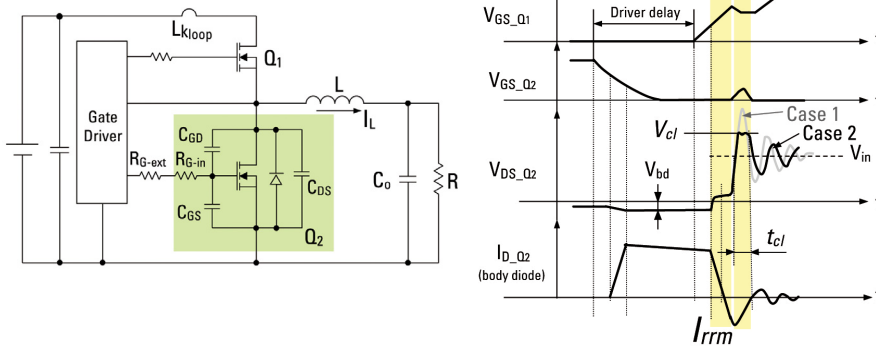 Lkloop
Q1
Gate
Driver
L
IL
CGD
RG-ext
RG-in
CDS
CGS
Q2
Co
R
VGS_Q1
Driver delay
VGS_Q2
Case 1
Vcl
Case 2
Vin
VDS_Q2
Vbd
tcl
ID_Q2
(body diode)
Irrm